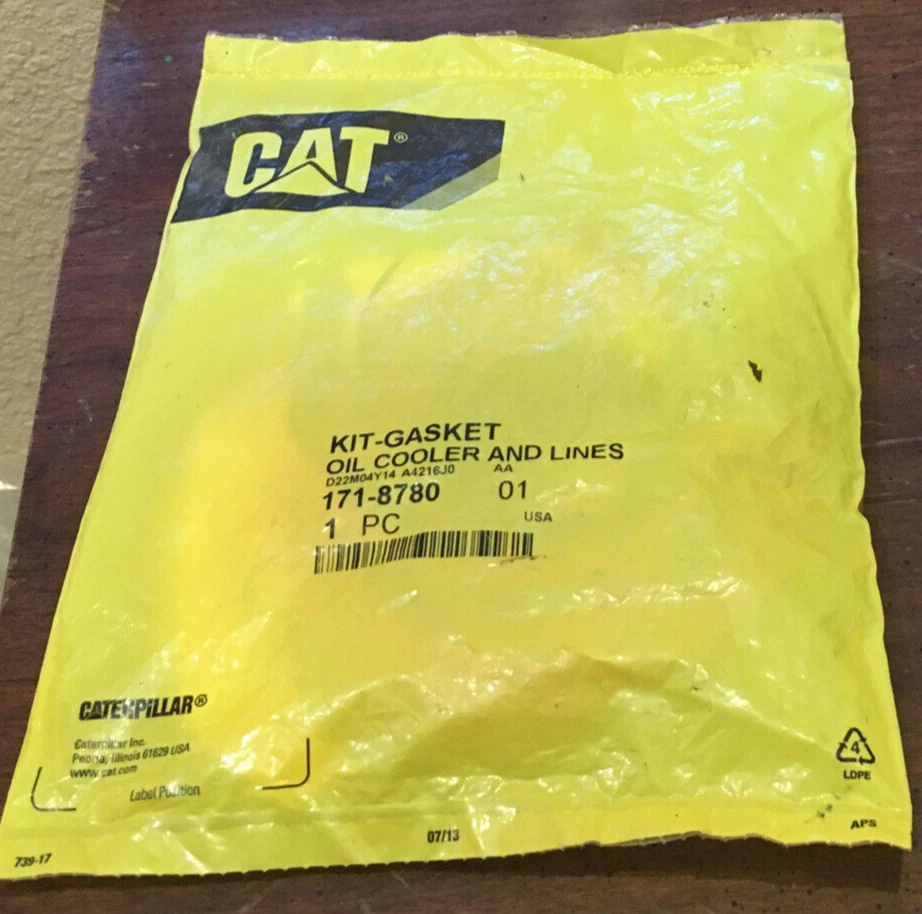 CAT®
KIT-GASKET
OIL COOLER AND LINES
D22M04Y14 A4216J0 AA
171-8780 01
1 PC USA
CATERPILLAR®
Caterpillar Inc.
Peoria, Illinois 61629 USA
www.cat.com
Label Position
4
LDPE
APS
07/13
739-17